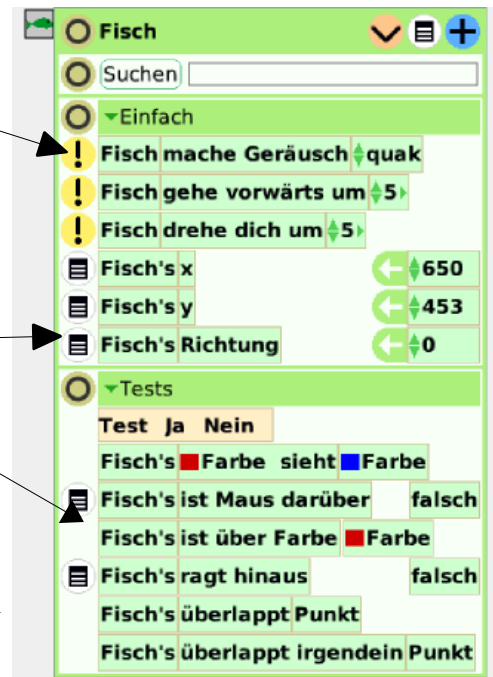 Fisch
Suchen
Einfach
Fisch mache Geräusch quak
Fisch gehe vorwärts um 5
Fisch drehe dich um 5
Fisch's x 650
Fisch's y 453
Fisch's Richtung 0
Tests
Test Ja Nein
Fisch's Farbe sieht Farbe
Fisch's ist Maus darüber falsch
Fisch's ist über Farbe Farbe
Fisch's ragt hinaus falsch
Fisch's überlappt Punkt
Fisch's überlappt irgendein Punkt